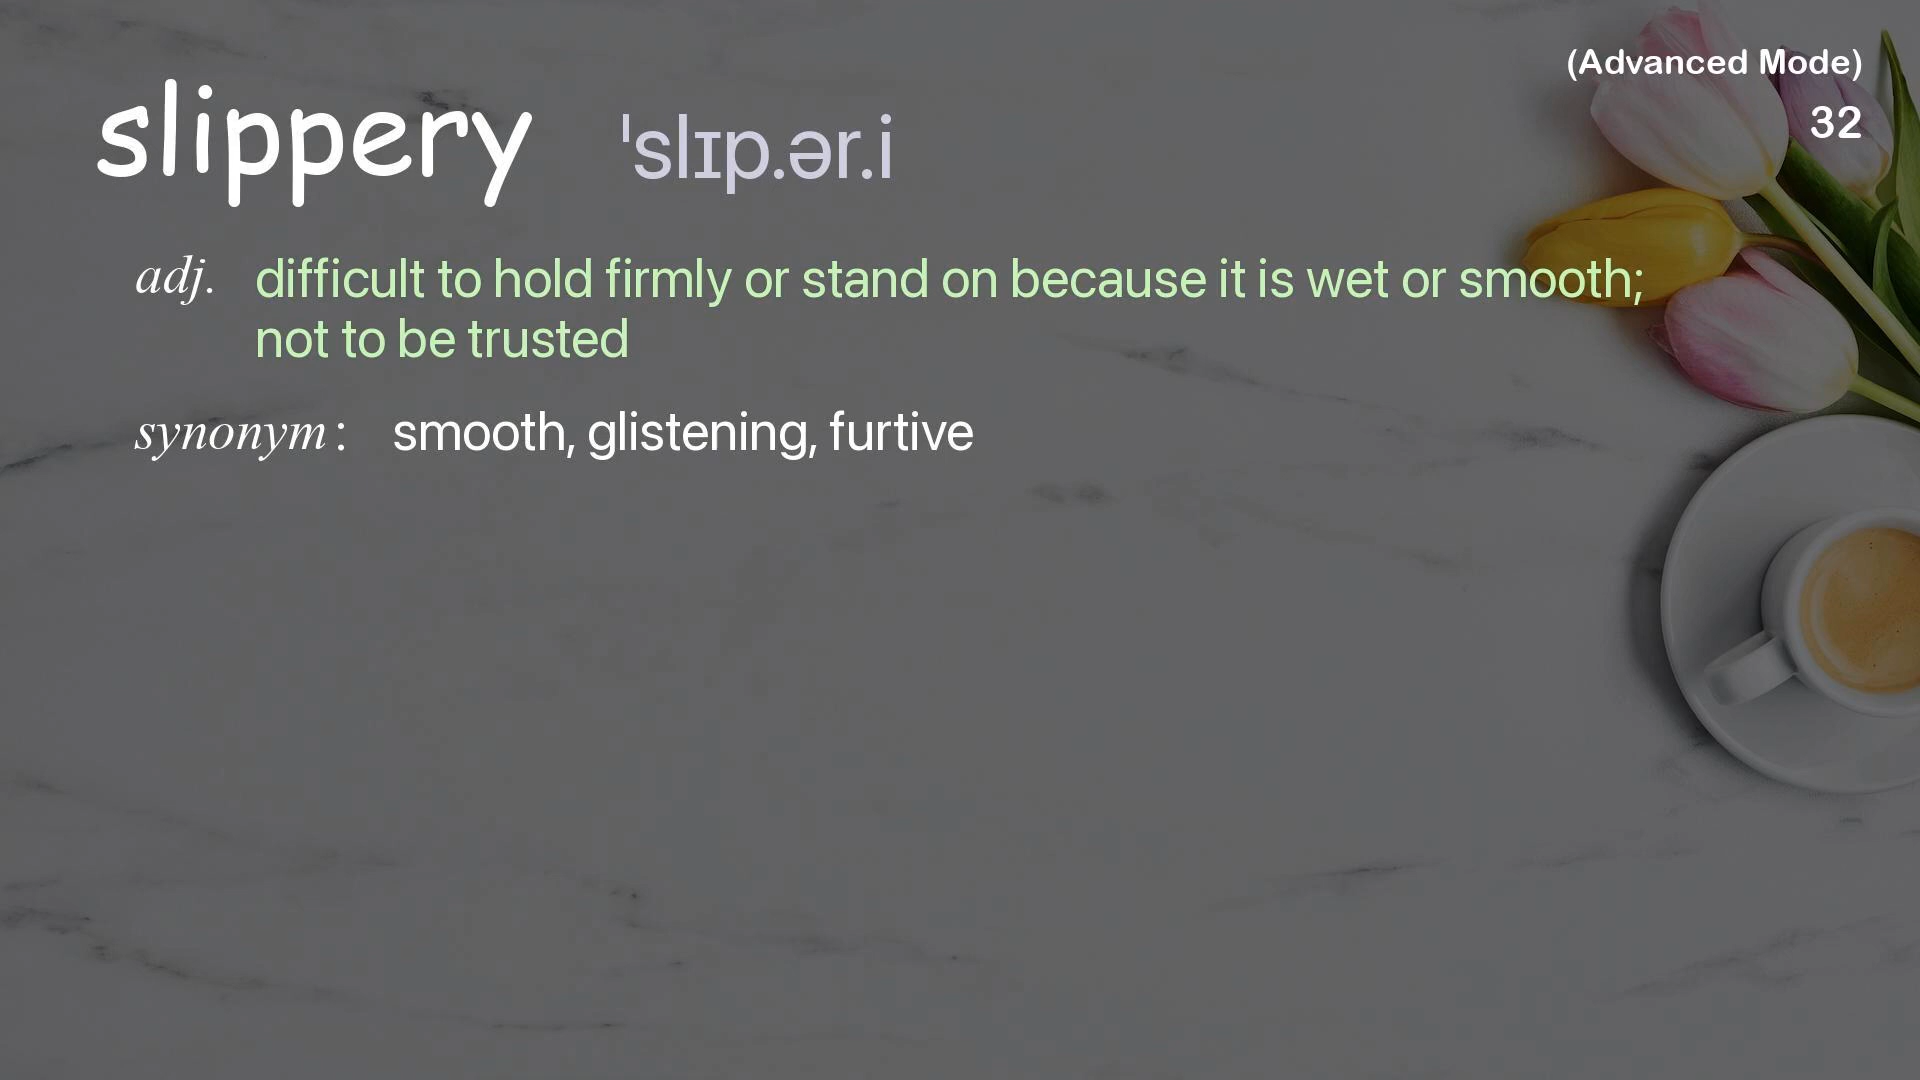 (Advanced Mode)
32
slippery ˈslɪp.ər.i
adj. difficult to hold firmly or stand on because it is wet or smooth;
not to be trusted
synonym: smooth, glistening, furtive